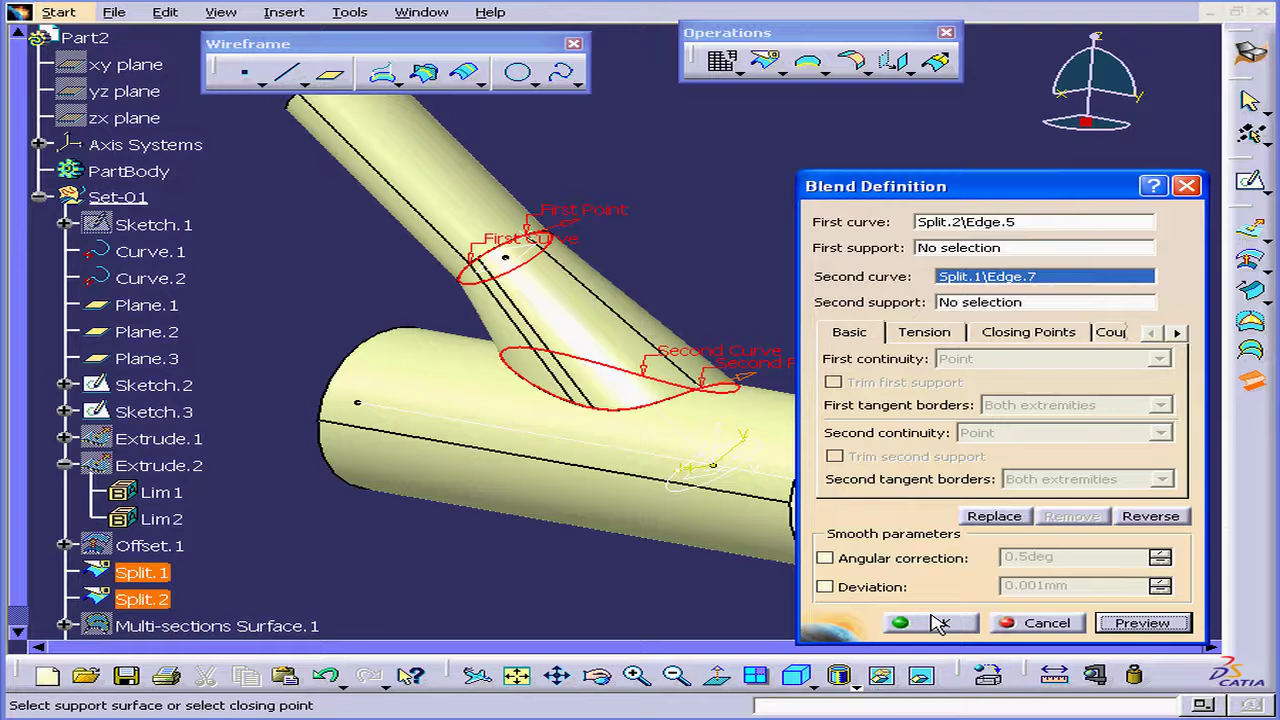 Start File Edit View Insert Tools Window Help
Part2
xy plane
yz plane
zx plane
Axis Systems
PartBody
Set-01
Sketch.1
Curve.1
Curve.2
Plane.1
Plane.2
Plane.3
Sketch.2
Sketch.3
Extrude.1
Extrude.2
Lim1
Lim2
Offset.1
Split.1
Split.2
Multi-sections Surface.1
Wireframe
Operations
First Point
First Curve
Second Curve
Second P
V
H
Z
Y
Blend Definition
First curve: Split.2\Edge.5
First support: No selection
Second curve: Split.1\Edge.7
Second support: No selection
Basic Tension Closing Points
First continuity: Point
Trim first support
First tangent borders: Both extremities
Second continuity: Point
Trim second support
Second tangent borders: Both extremities
Replace Remove Reverse
Smooth parameters
Angular correction: 0.5deg
Deviation: 0.001mm
Cancel Preview
CATIA
Select support surface or select closing point